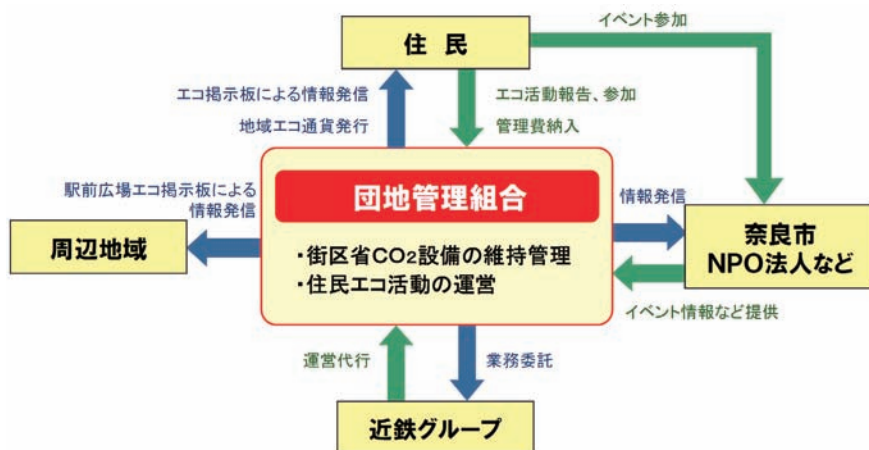 イベント参加
住 民
エコ掲示板による情報発信
地域エコ通貨発行
エコ活動報告、参加
管理費納入
駅前広場エコ掲示板による
情報発信
団地管理組合
情報発信
周辺地域
・街区省CO2設備の維持管理
・住民エコ活動の運営
奈良市
NPO法人など
イベント情報など提供
運営代行
業務委託
近鉄グループ